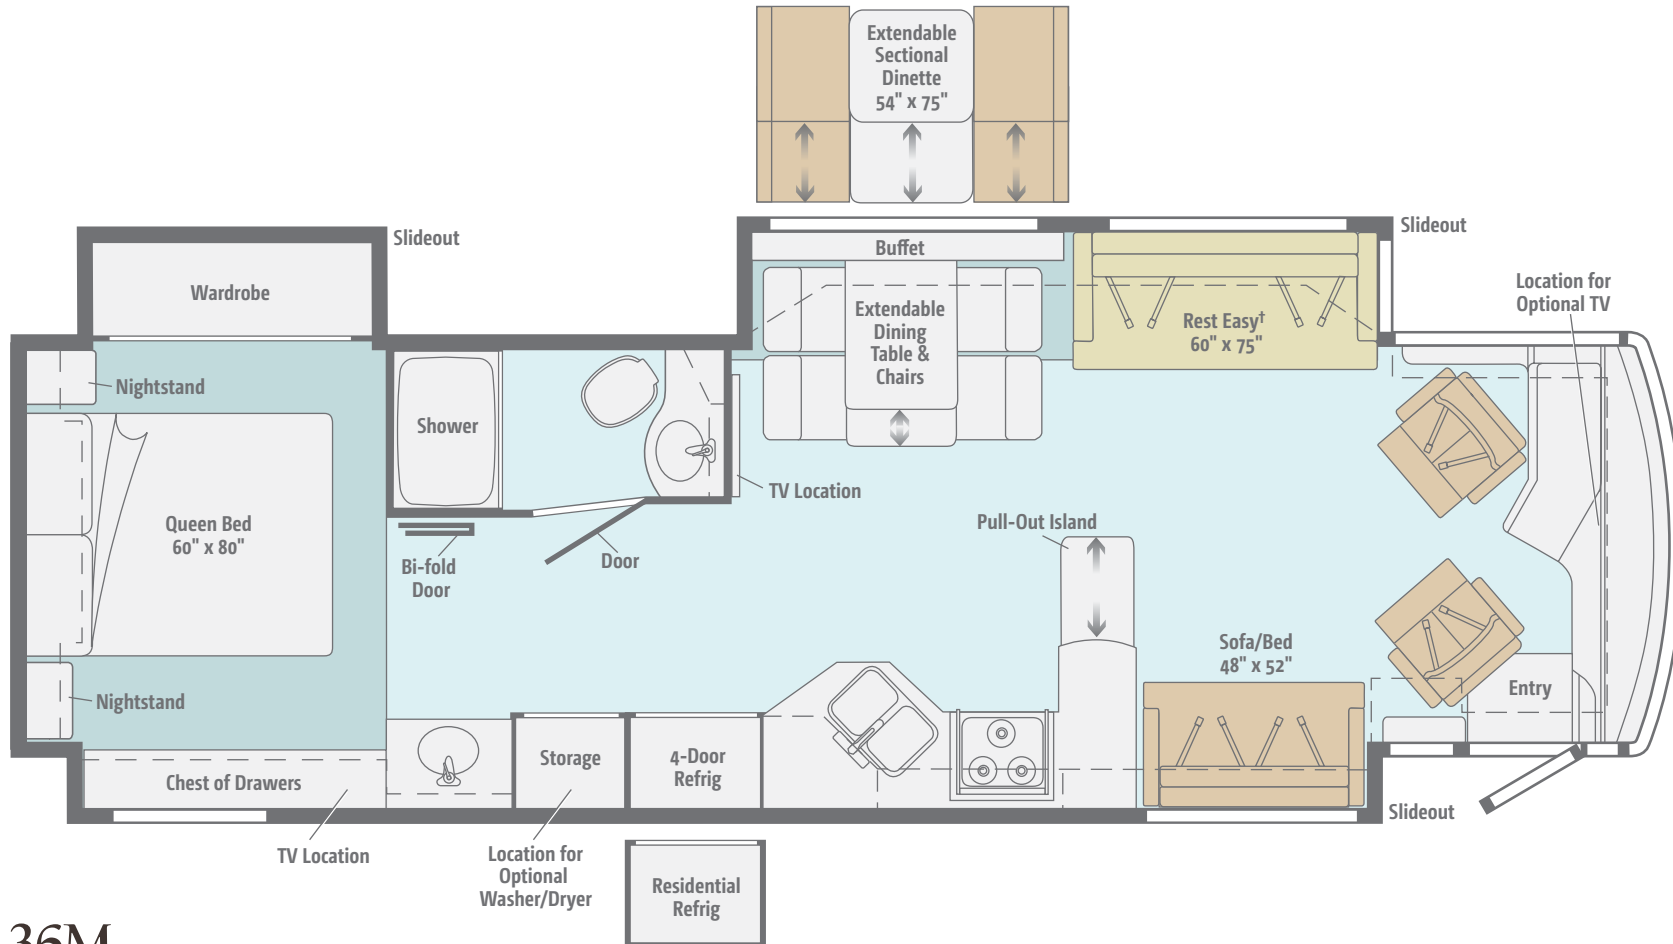 Extendable
Sectional
Dinette
54" x 75"
Slideout
Slideout
Wardrobe
Buffet
Location for
Optional TV
Extendable
Dining
Table &
Chairs
Rest Easy†
60" x 75"
Nightstand
Shower
TV Location
Queen Bed
60" x 80"
Pull-Out Island
Bi-fold
Door
Door
Sofa/Bed
48" x 52"
Nightstand
Entry
Storage
4-Door
Refrig
Chest of Drawers
Slideout
TV Location
Location for
Optional
Washer/Dryer
Residential
Refrig
36M